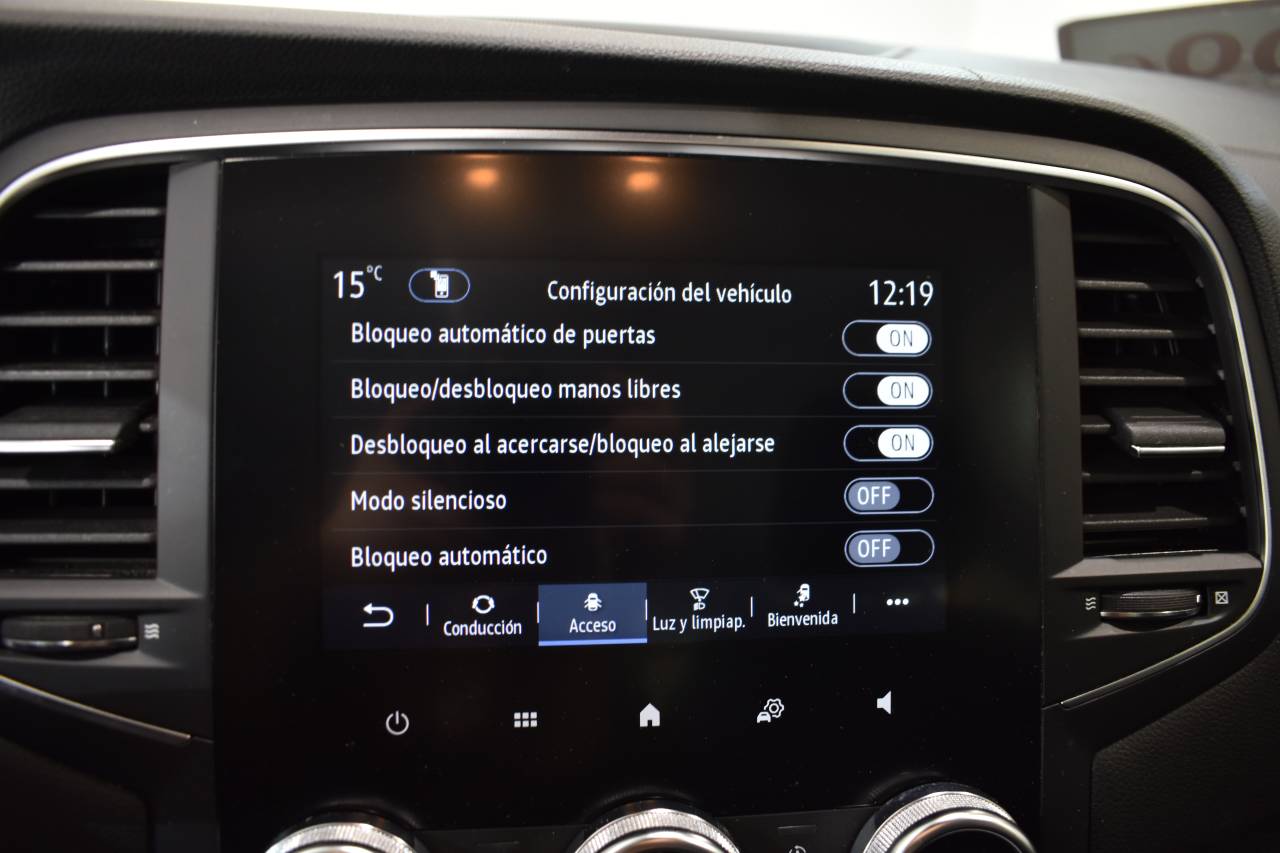 15°C
Configuración del vehículo
12:19
Bloqueo automático de puertas ON
Bloqueo/desbloqueo manos libres ON
Desbloqueo al acercarse/bloqueo al alejarse ON
Modo silencioso OFF
Bloqueo automático OFF
Conducción
Acceso
Luz y limpiap.
Bienvenida
...